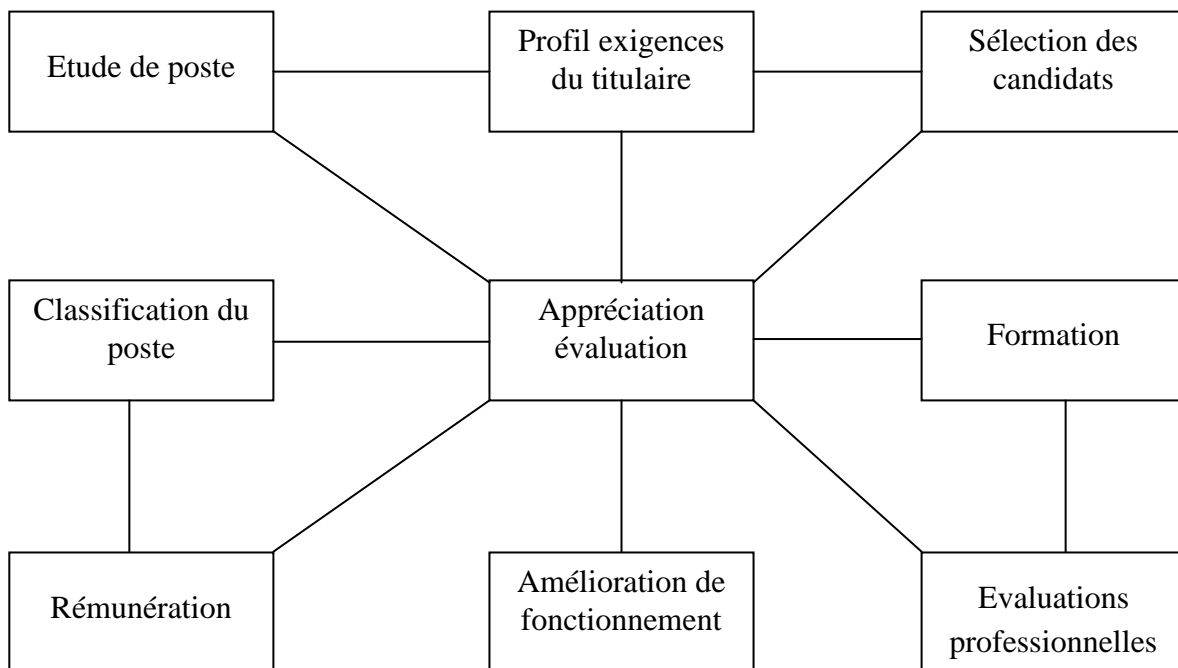 Etude de poste
Profil exigences
du titulaire
Sélection des
candidats
Classification du
poste
Appréciation
évaluation
Formation
Rémunération
Amélioration de
fonctionnement
Evaluations
professionnelles